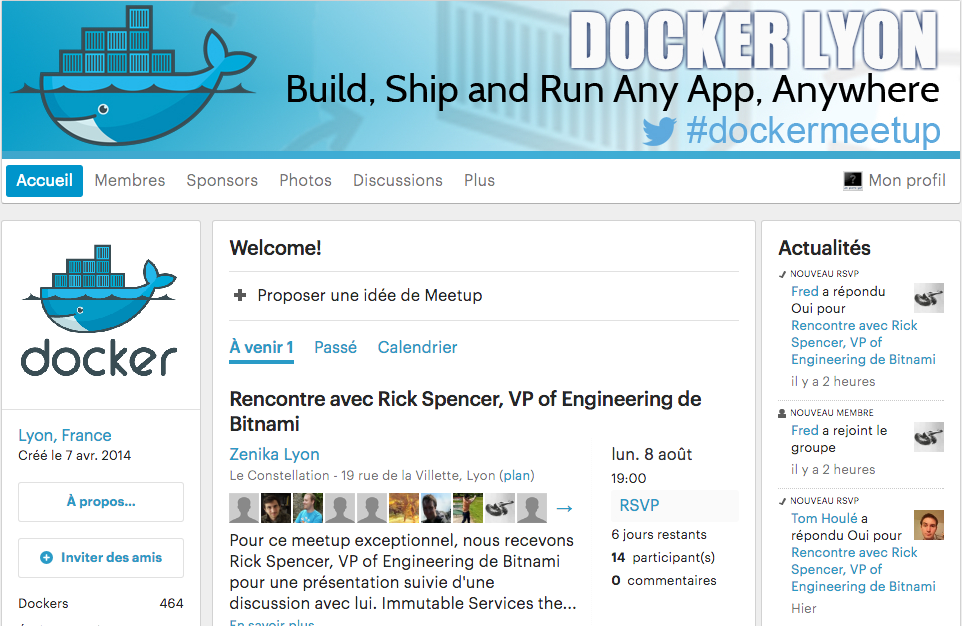 DOCKER LYON
Build, Ship and Run Any App, Anywhere
#dockermeetup
Accueil Membres Sponsors Photos Discussions Plus Mon profil
docker
Lyon, France
Créé le 7 avr. 2014
À propos...
Inviter des amis
Dockers 464
Welcome!
Proposer une idée de Meetup
À venir 1 Passé Calendrier
Rencontre avec Rick Spencer, VP of Engineering de
Bitnami
Zenika Lyon
Le Constellation - 19 rue de la Villette, Lyon (plan)
Pour ce meetup exceptionnel, nous recevons
Rick Spencer, VP of Engineering de Bitnami
pour une présentation suivie d'une
discussion avec lui. Immutable Services the...
En savoir plus
lun. 8 août
19:00
RSVP
6 jours restants
14 participant(s)
0 commentaires
Actualités
NOUVEAU RSVP
Fred a répondu
Oui pour
Rencontre avec Rick
Spencer, VP of
Engineering de Bitnami
il y a 2 heures
NOUVEAU MEMBRE
Fred a rejoint le
groupe
il y a 2 heures
NOUVEAU RSVP
Tom Houlé a
répondu Oui pour
Rencontre avec Rick
Spencer, VP of
Engineering de Bitnami
Hier